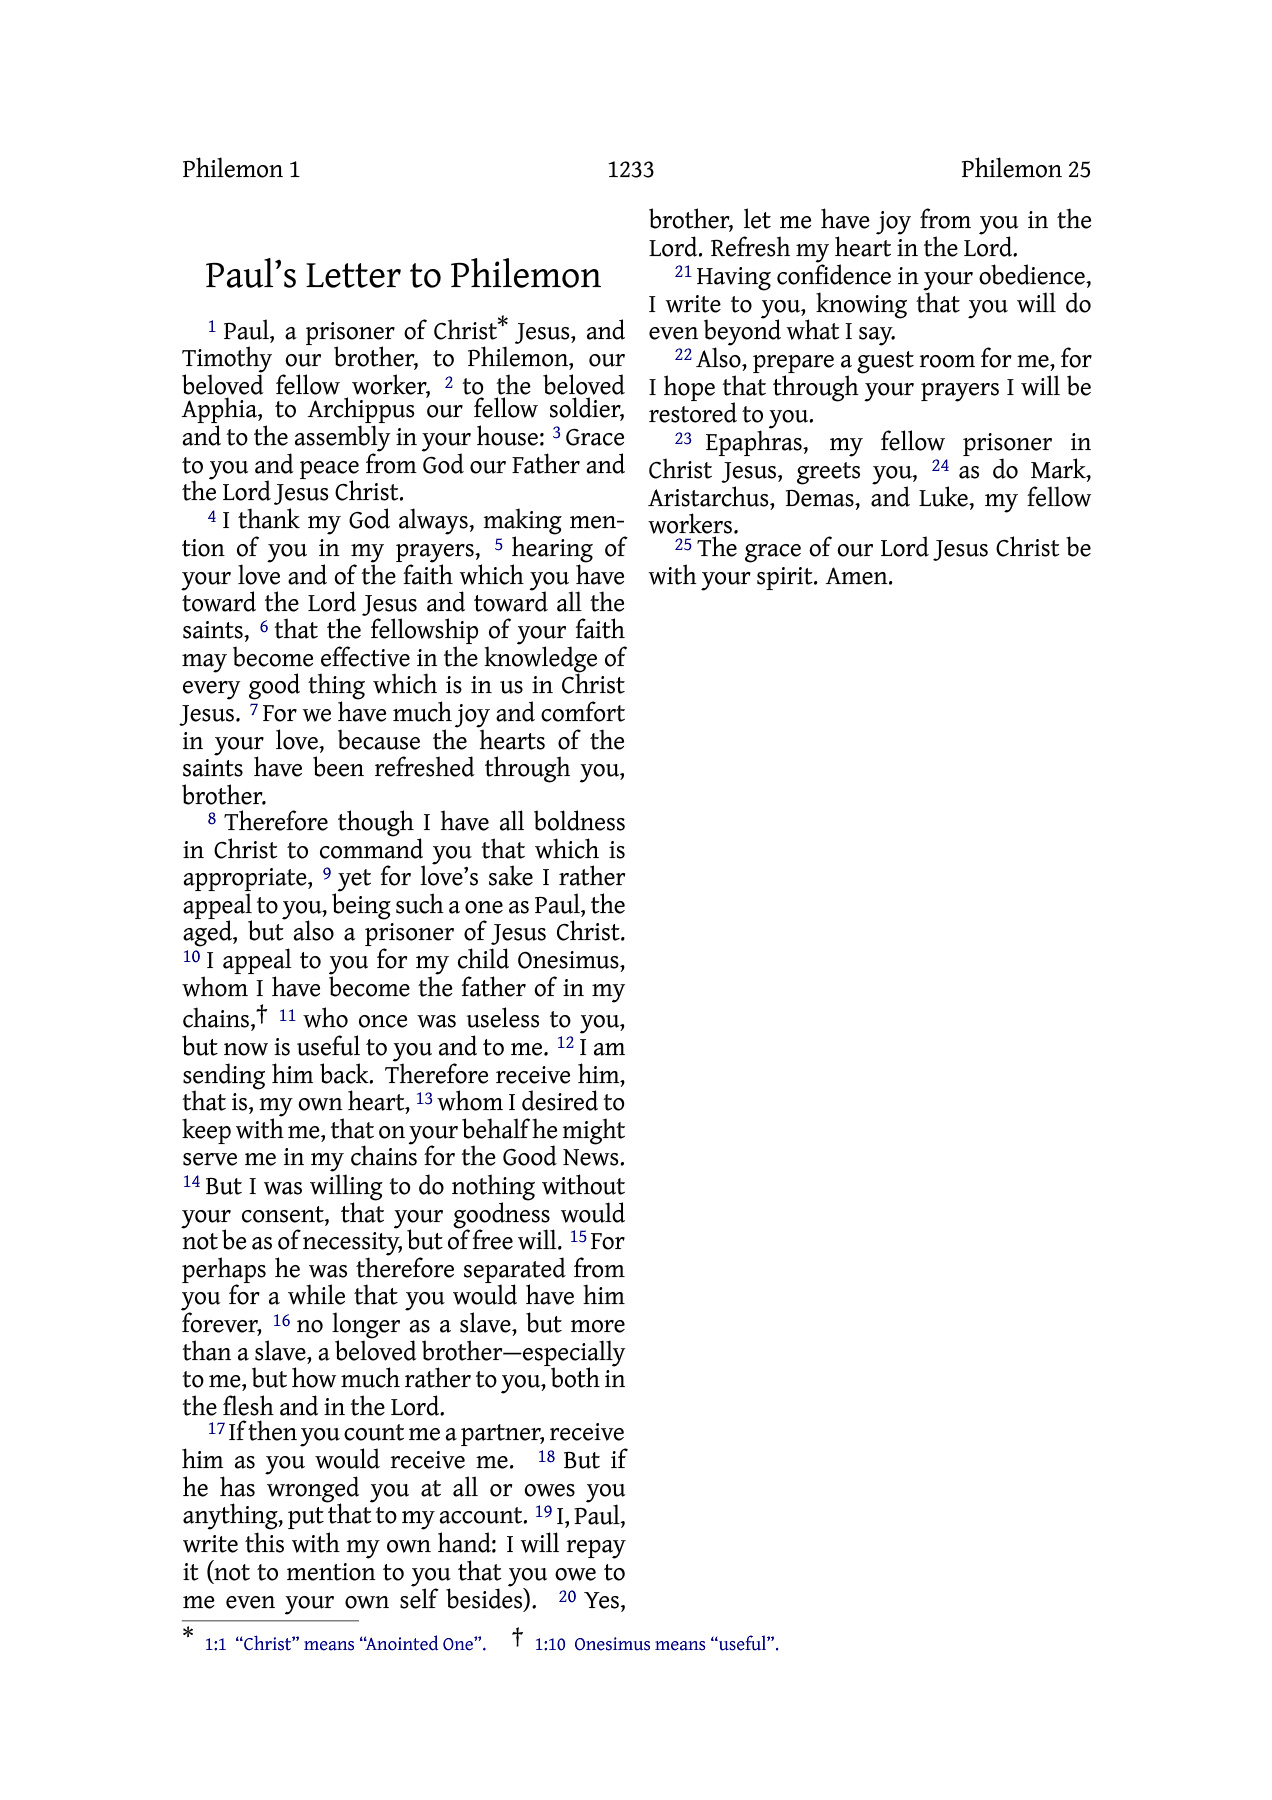 Philemon 1 1233 Philemon 25
Paul’s Letter to Philemon
1 Paul, a prisoner of Christ* Jesus, and
Timothy our brother, to Philemon, our
beloved fellow worker, 2 to the beloved
Apphia, to Archippus our fellow soldier,
and to the assembly in your house: 3 Grace
to you and peace from God our Father and
the Lord Jesus Christ.
4 I thank my God always, making men-
tion of you in my prayers, 5 hearing of
your love and of the faith which you have
toward the Lord Jesus and toward all the
saints, 6 that the fellowship of your faith
may become effective in the knowledge of
every good thing which is in us in Christ
Jesus. 7 For we have much joy and comfort
in your love, because the hearts of the
saints have been refreshed through you,
brother.
8 Therefore though I have all boldness
in Christ to command you that which is
appropriate, 9 yet for love’s sake I rather
appeal to you, being such a one as Paul, the
aged, but also a prisoner of Jesus Christ.
10 I appeal to you for my child Onesimus,
whom I have become the father of in my
chains,† 11 who once was useless to you,
but now is useful to you and to me. 12 I am
sending him back. Therefore receive him,
that is, my own heart, 13 whom I desired to
keep with me, that on your behalf he might
serve me in my chains for the Good News.
14 But I was willing to do nothing without
your consent, that your goodness would
not be as of necessity, but of free will. 15 For
perhaps he was therefore separated from
you for a while that you would have him
forever, 16 no longer as a slave, but more
than a slave, a beloved brother—especially
to me, but how much rather to you, both in
the flesh and in the Lord.
17 If then you count me a partner, receive
him as you would receive me. 18 But if
he has wronged you at all or owes you
anything, put that to my account. 19 I, Paul,
write this with my own hand: I will repay
it (not to mention to you that you owe to
me even your own self besides). 20 Yes,
brother, let me have joy from you in the
Lord. Refresh my heart in the Lord.
21 Having confidence in your obedience,
I write to you, knowing that you will do
even beyond what I say.
22 Also, prepare a guest room for me, for
I hope that through your prayers I will be
restored to you.
23 Epaphras, my fellow prisoner in
Christ Jesus, greets you, 24 as do Mark,
Aristarchus, Demas, and Luke, my fellow
workers.
25 The grace of our Lord Jesus Christ be
with your spirit. Amen.
* 1:1 “Christ” means “Anointed One”. † 1:10 Onesimus means “useful”.